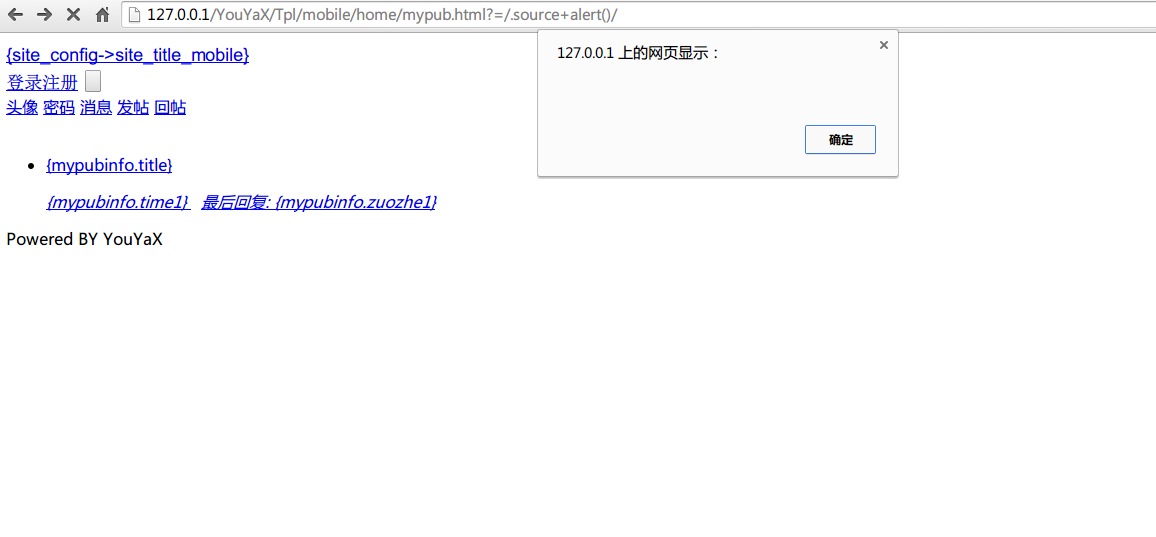 127.0.0.1/YouYaX/Tpl/mobile/home/mypub.html?=/.source+alert()/
127.0.0.1 上的网页显示：
确定
{site_config->site_title_mobile}
登录注册
头像 密码 消息 发帖 回帖
{mypubinfo.title}
{mypubinfo.time1} 最后回复: {mypubinfo.zuozhe1}
Powered BY YouYaX